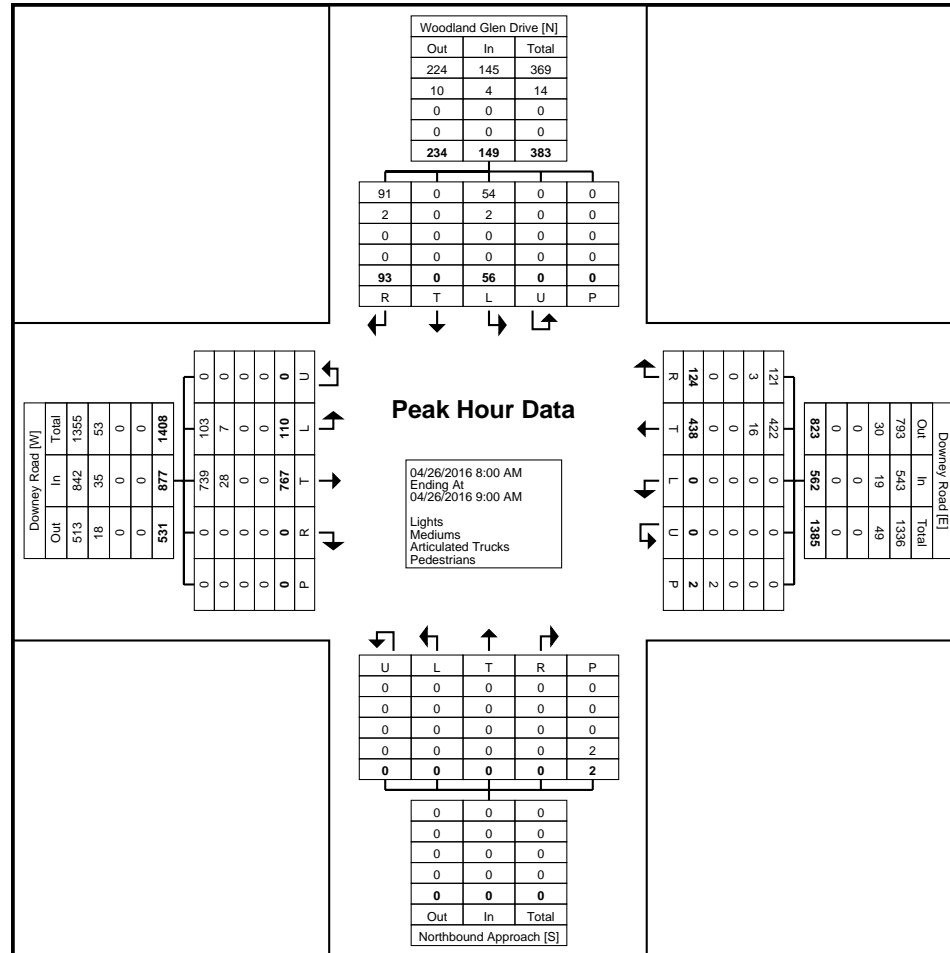 Woodland Glen Drive [N]
Out In Total
224 145 369
10 4 14
0 0 0
0 0 0
234 149 383
91 0 54 0 0
2 0 2 0 0
0 0 0 0 0
0 0 0 0 0
93 0 56 0 0
R T L U P
Downey Road [W]
Total 1355 53 0 0 1408
In 842 35 0 0 877
Out 513 18 0 0 531
0 0 0 0 0 U
103 7 0 0 110 L
739 28 0 0 767 T
0 0 0 0 0 R
0 0 0 0 0 P
Peak Hour Data
04/26/2016 8:00 AM
Ending At
04/26/2016 9:00 AM
Lights
Mediums
Articulated Trucks
Pedestrians
R 124 0 0 3 121
T 438 0 0 16 422
L 0 0 0 0 0
U 0 0 0 0 0
P 2 2 0 0 0
Downey Road [E]
Out 793 30 0 0 823
In 543 19 0 0 562
Total 1336 49 0 0 1385
U L T R P
0 0 0 0 0
0 0 0 0 0
0 0 0 0 0
0 0 0 0 2
0 0 0 0 2
0 0 0
0 0 0
0 0 0
0 0 0
0 0 0
Out In Total
Northbound Approach [S]